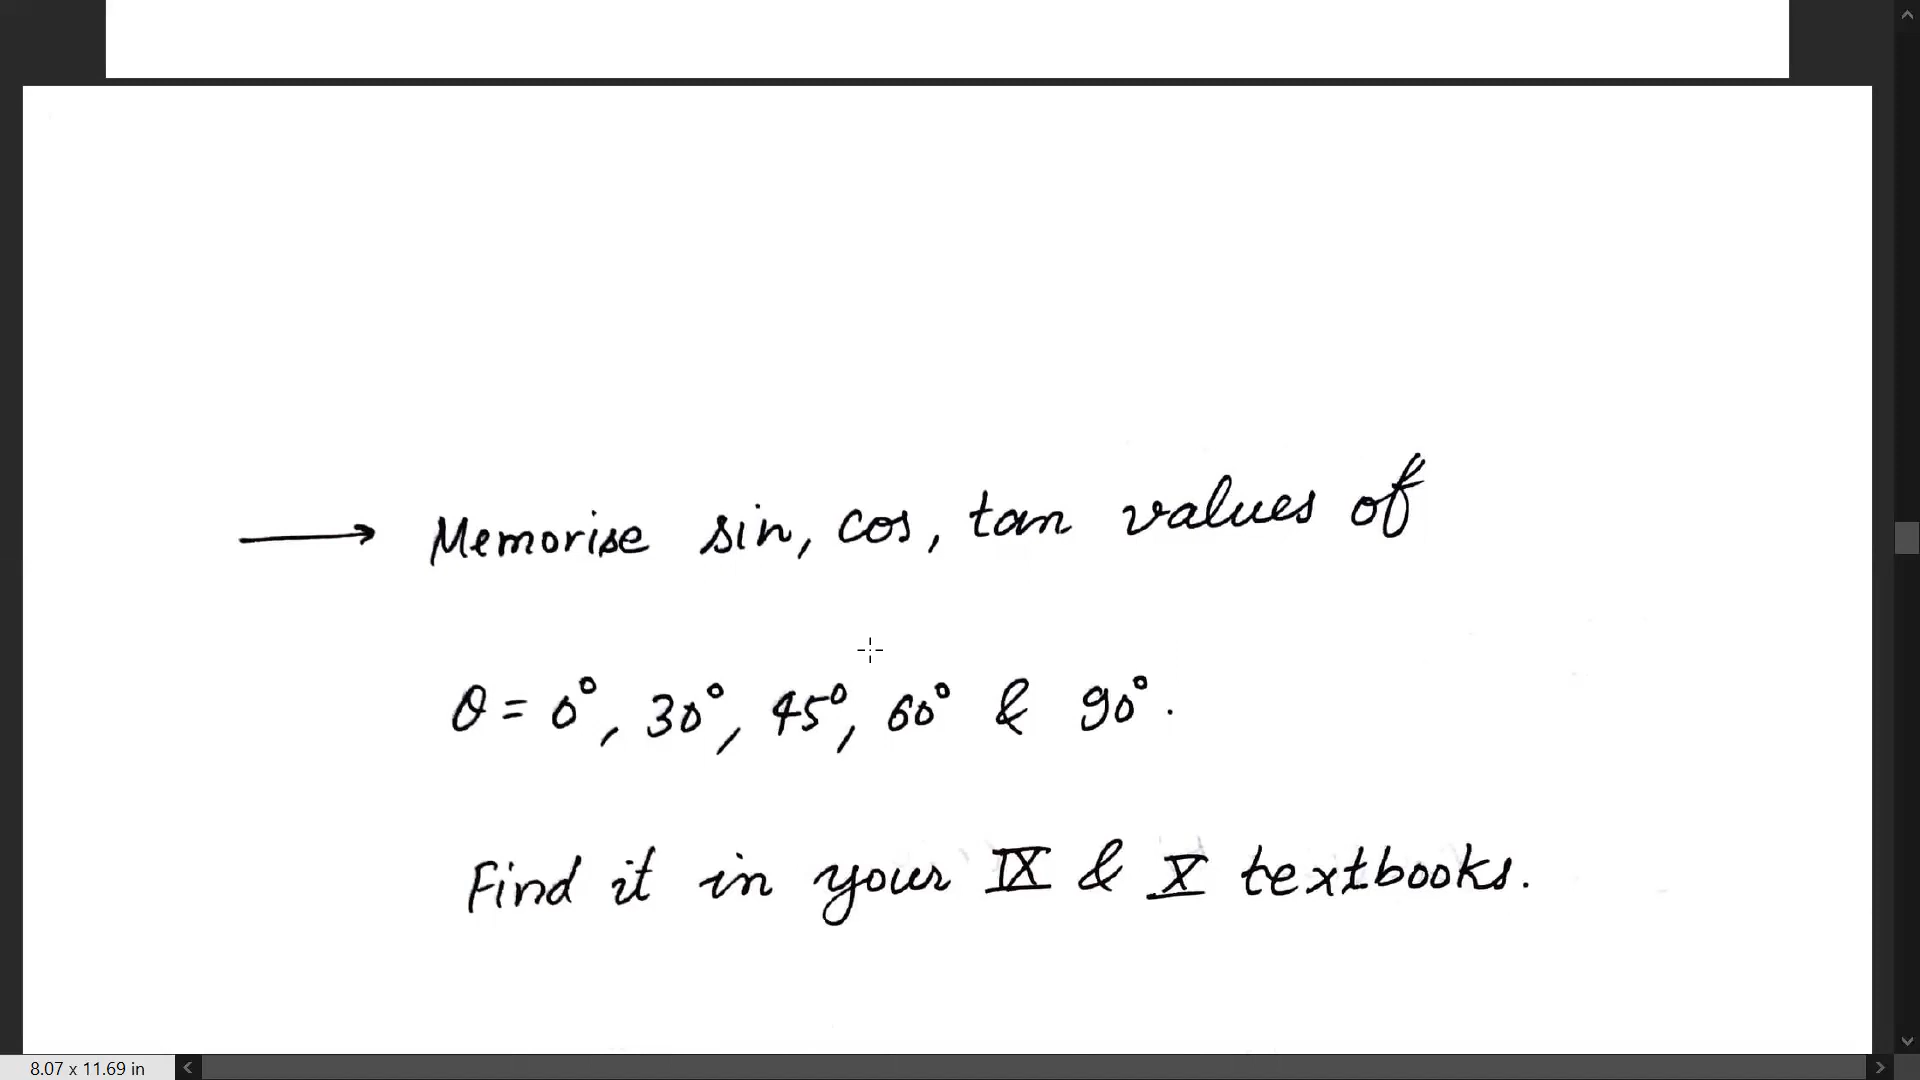 → Memorise sin, cos, tan values of
θ = 0°, 30°, 45°, 60° & 90°.
Find it in your IX & X textbooks.
8.07 x 11.69 in